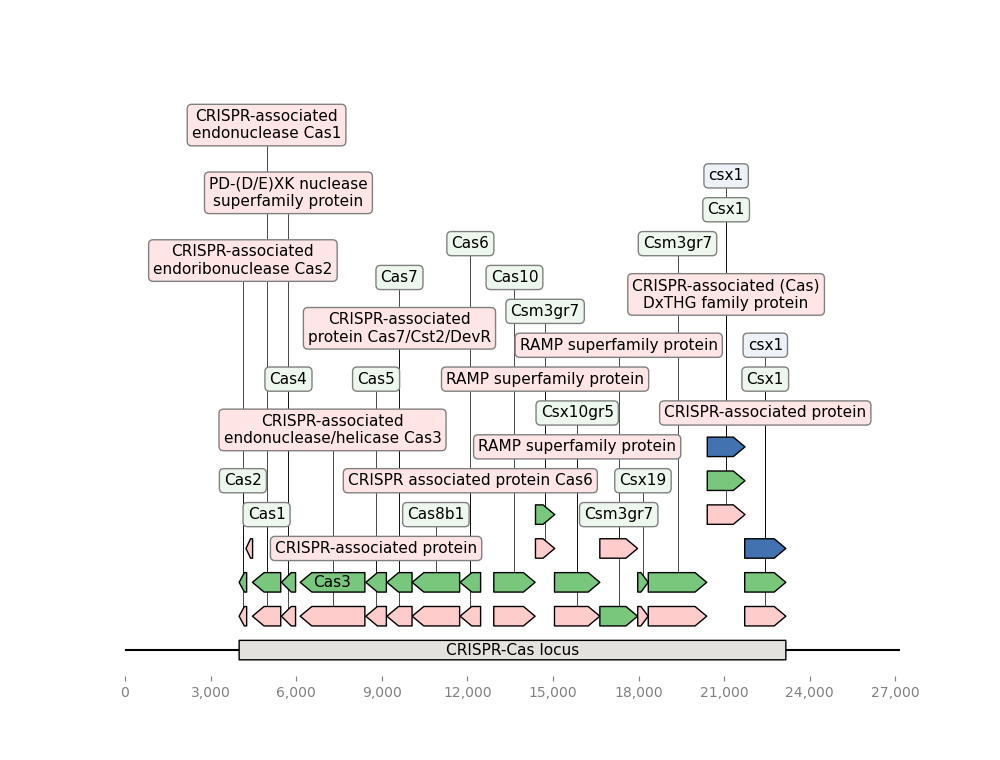 CRISPR-associated
endonuclease Cas1
PD-(D/E)XK nuclease
superfamily protein
csx1
Csx1
CRISPR-associated
endoribonuclease Cas2
Cas6
Csm3gr7
Cas7
Cas10
CRISPR-associated (Cas)
DxTHG family protein
Csm3gr7
CRISPR-associated
protein Cas7/Cst2/DevR
RAMP superfamily protein
csx1
Cas4
Cas5
RAMP superfamily protein
Csx1
CRISPR-associated
endonuclease/helicase Cas3
Csx10gr5
CRISPR-associated protein
RAMP superfamily protein
Cas2
CRISPR associated protein Cas6
Csx19
Cas1
Cas8b1
Csm3gr7
CRISPR-associated protein
Cas3
CRISPR-Cas locus
0
3,000
6,000
9,000
12,000
15,000
18,000
21,000
24,000
27,000